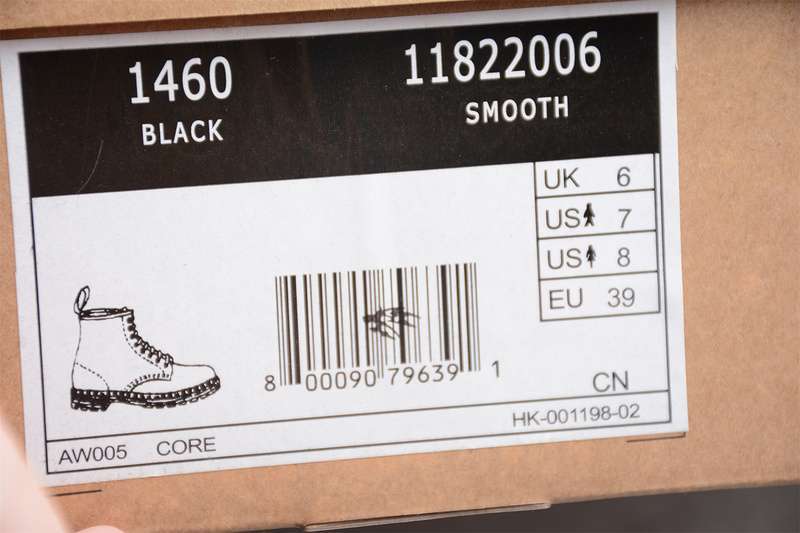 1460
BLACK
11822006
SMOOTH
UK 6
US 7
US 8
EU 39
8 00090 79639 1
CN
HK-001198-02
AW005 CORE